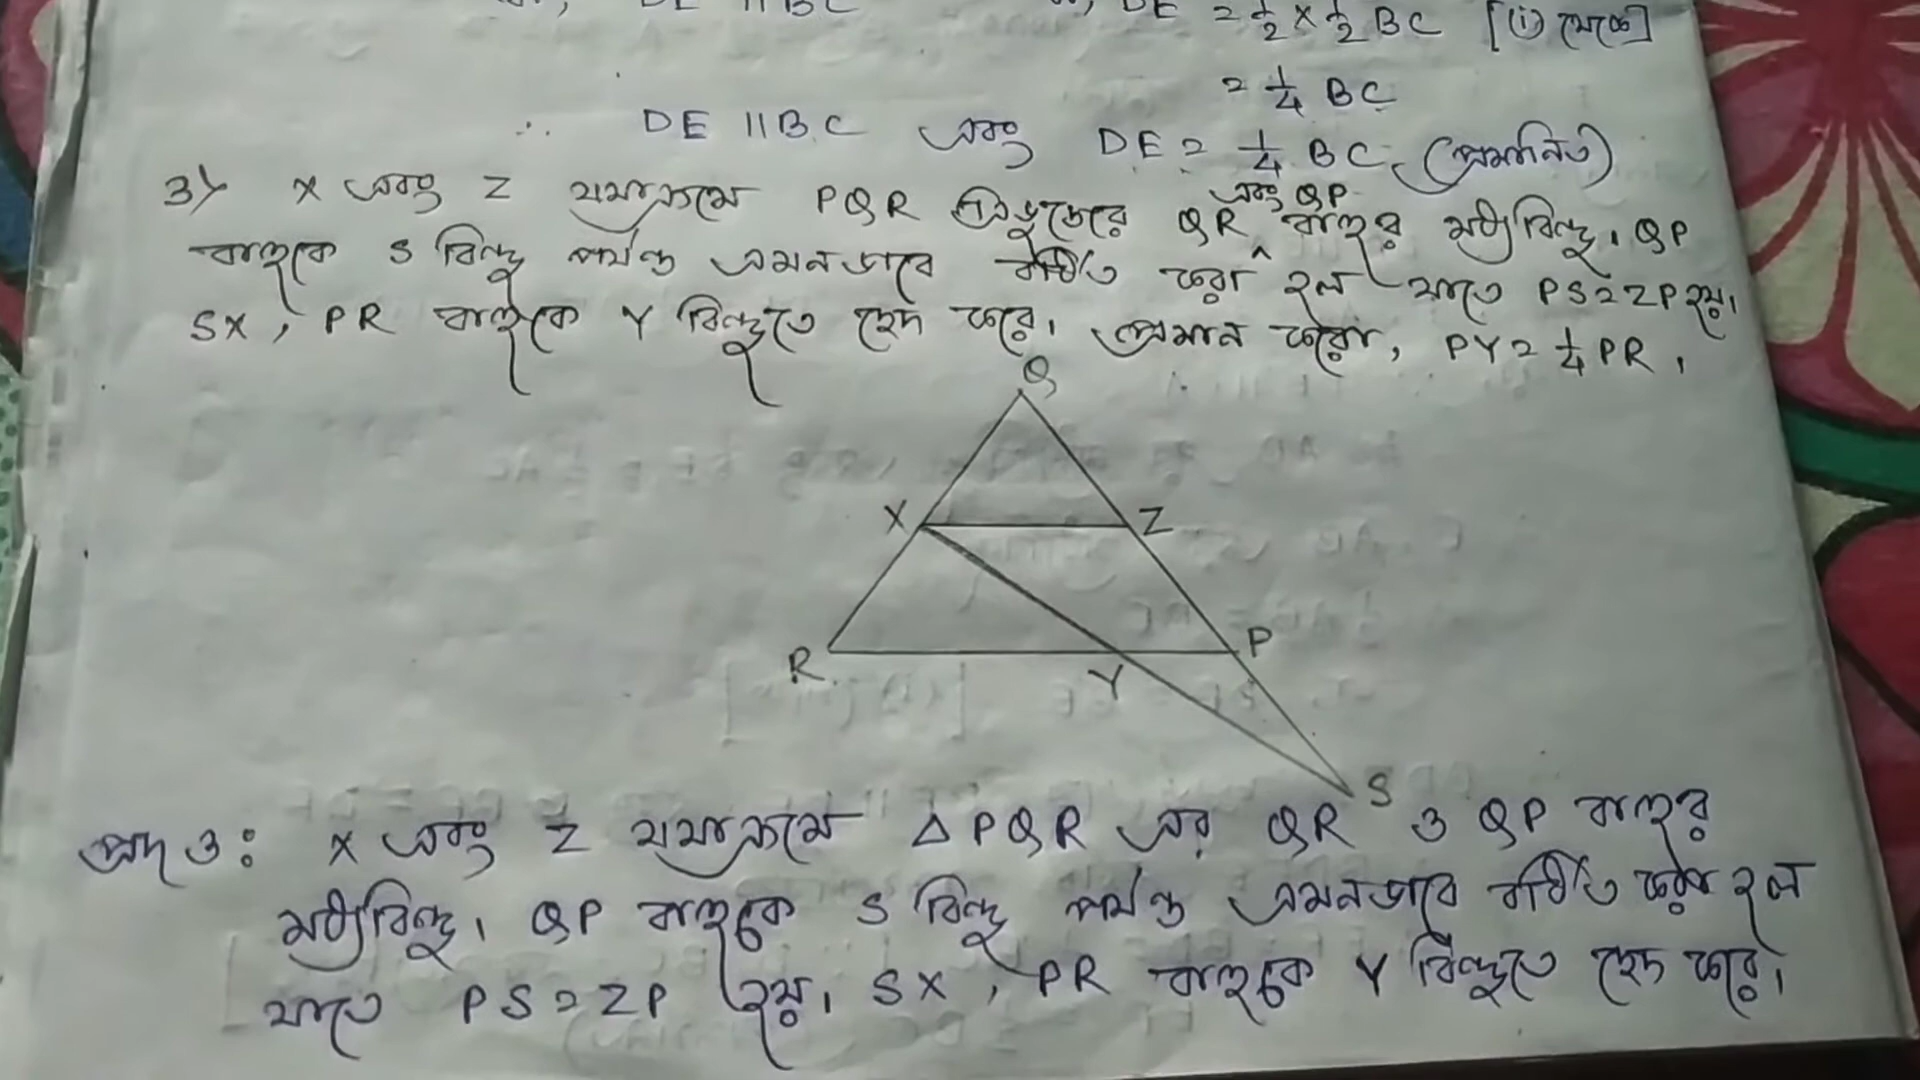 DE || BC
DE = 1/2 × 1/2 BC [(i) থেকে]
= 1/4 BC
∴ DE || BC এবং DE = 1/4 BC (প্রমানিত)
3) X এবং Z যথাক্রমে PQR ত্রিভুজের QR এবং QP বাহুর মধ্যবিন্দু। QP
বাহুকে S বিন্দু পর্যন্ত এমনভাবে বর্ধিত করা হল যাতে PS = ZP হয়।
SX, PR বাহুকে Y বিন্দুতে ছেদ করে। প্রমান করো, PY = 1/4 PR।
Q
X Z
R Y P
S
প্রদত্ত: X এবং Z যথাক্রমে Δ PQR এর QR ও QP বাহুর
মধ্যবিন্দু। QP বাহুকে S বিন্দু পর্যন্ত এমনভাবে বর্ধিত করা হল
যাতে PS = ZP হয়। SX, PR বাহুকে Y বিন্দুতে ছেদ করে।